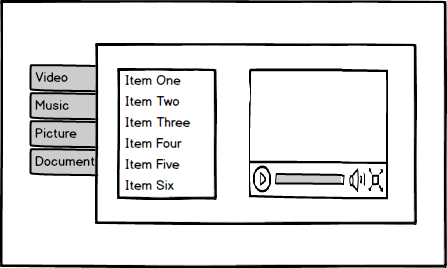 Video
Music
Picture
Document
Item One
Item Two
Item Three
Item Four
Item Five
Item Six